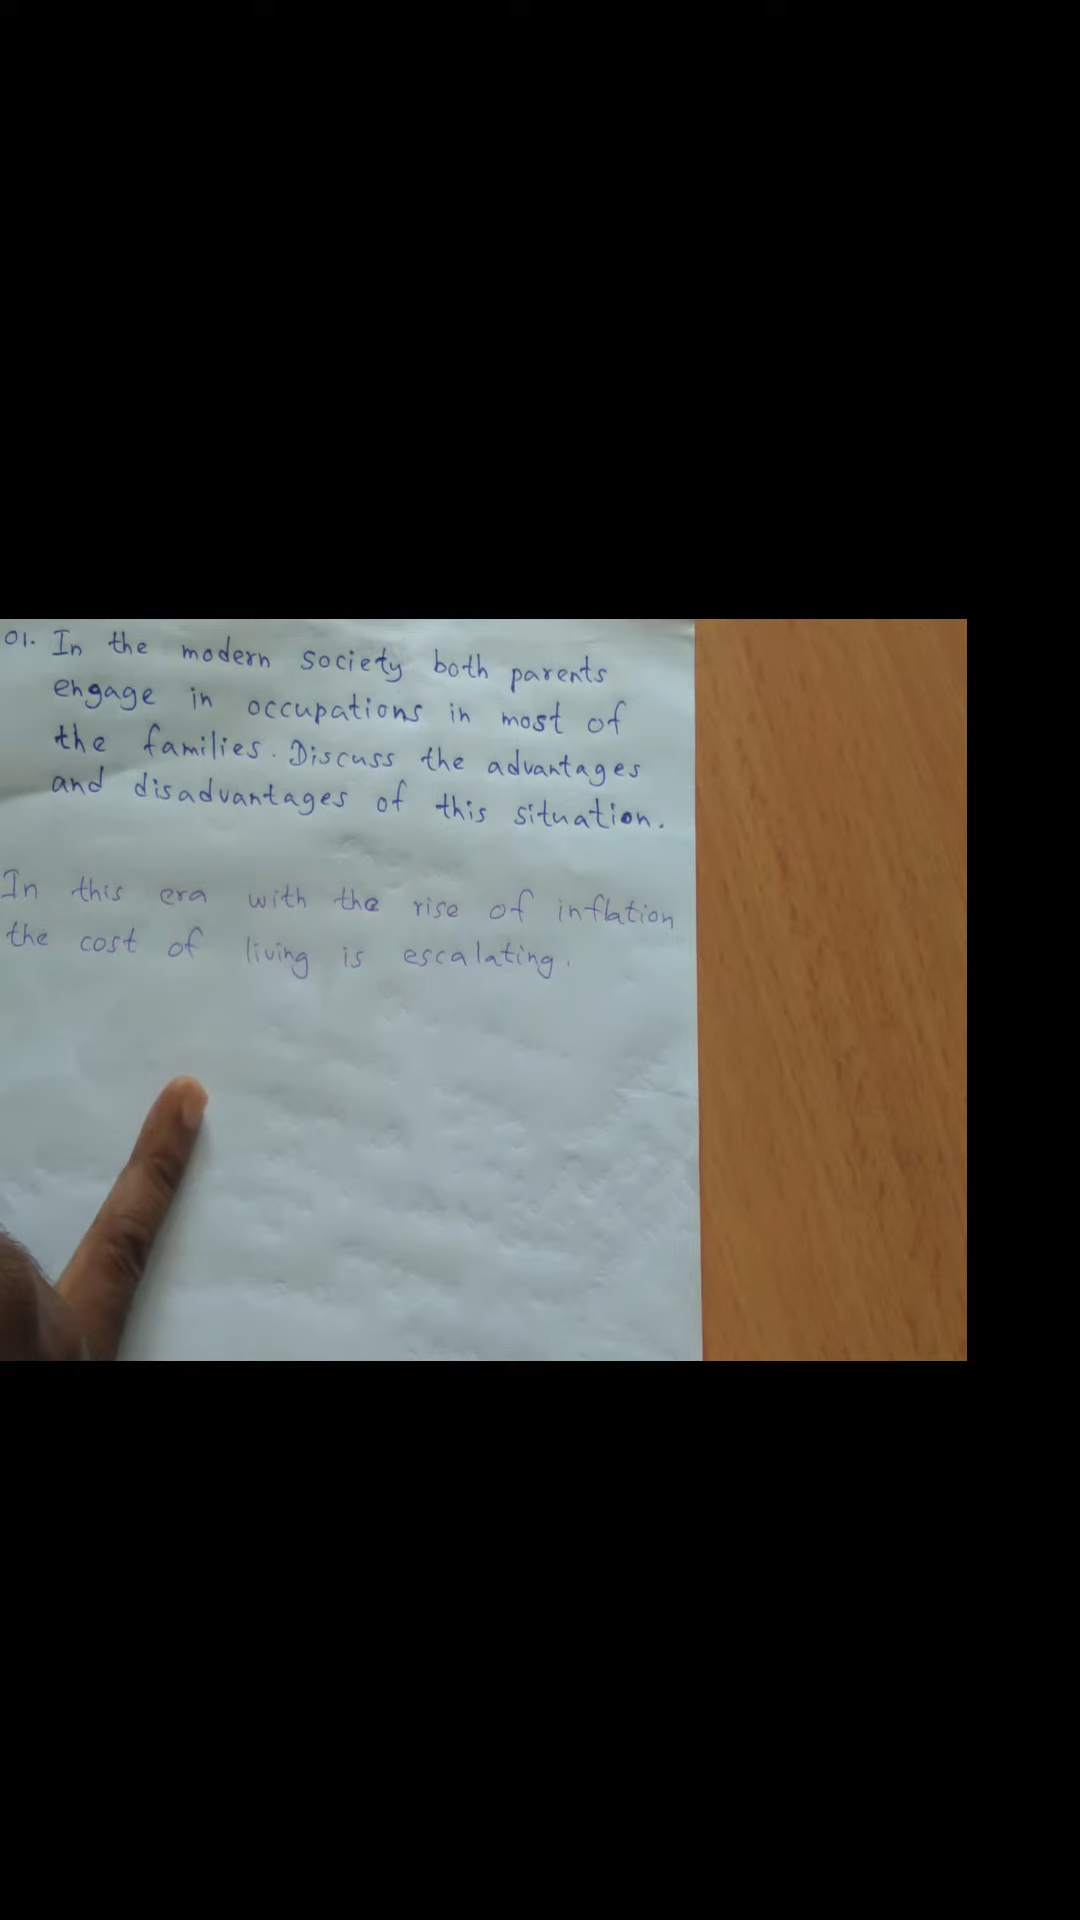 01. In the modern society both parents
engage in occupations in most of
the families. Discuss the advantages
and disadvantages of this situation.
In this era with the rise of inflation
the cost of living is escalating.